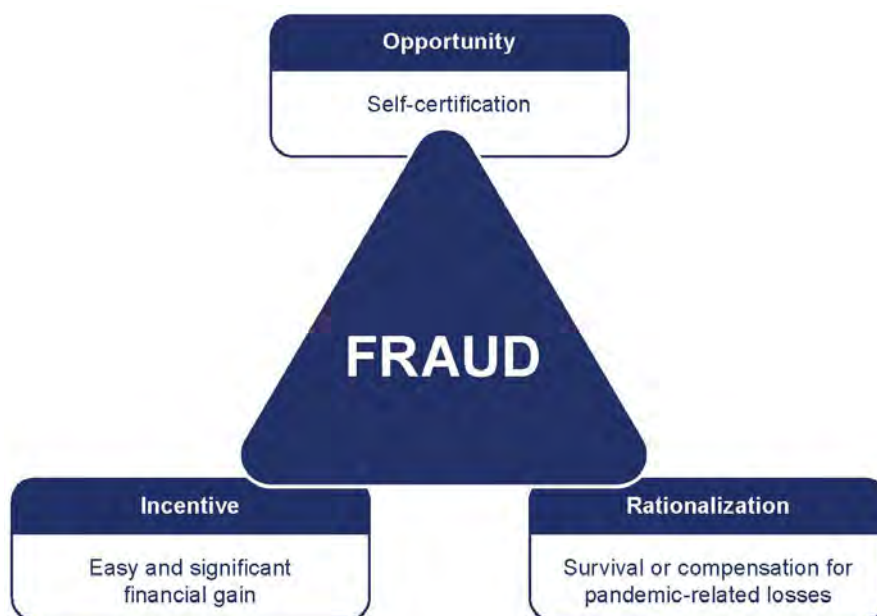 Opportunity
Self-certification
FRAUD
Incentive
Easy and significant
financial gain
Rationalization
Survival or compensation for
pandemic-related losses